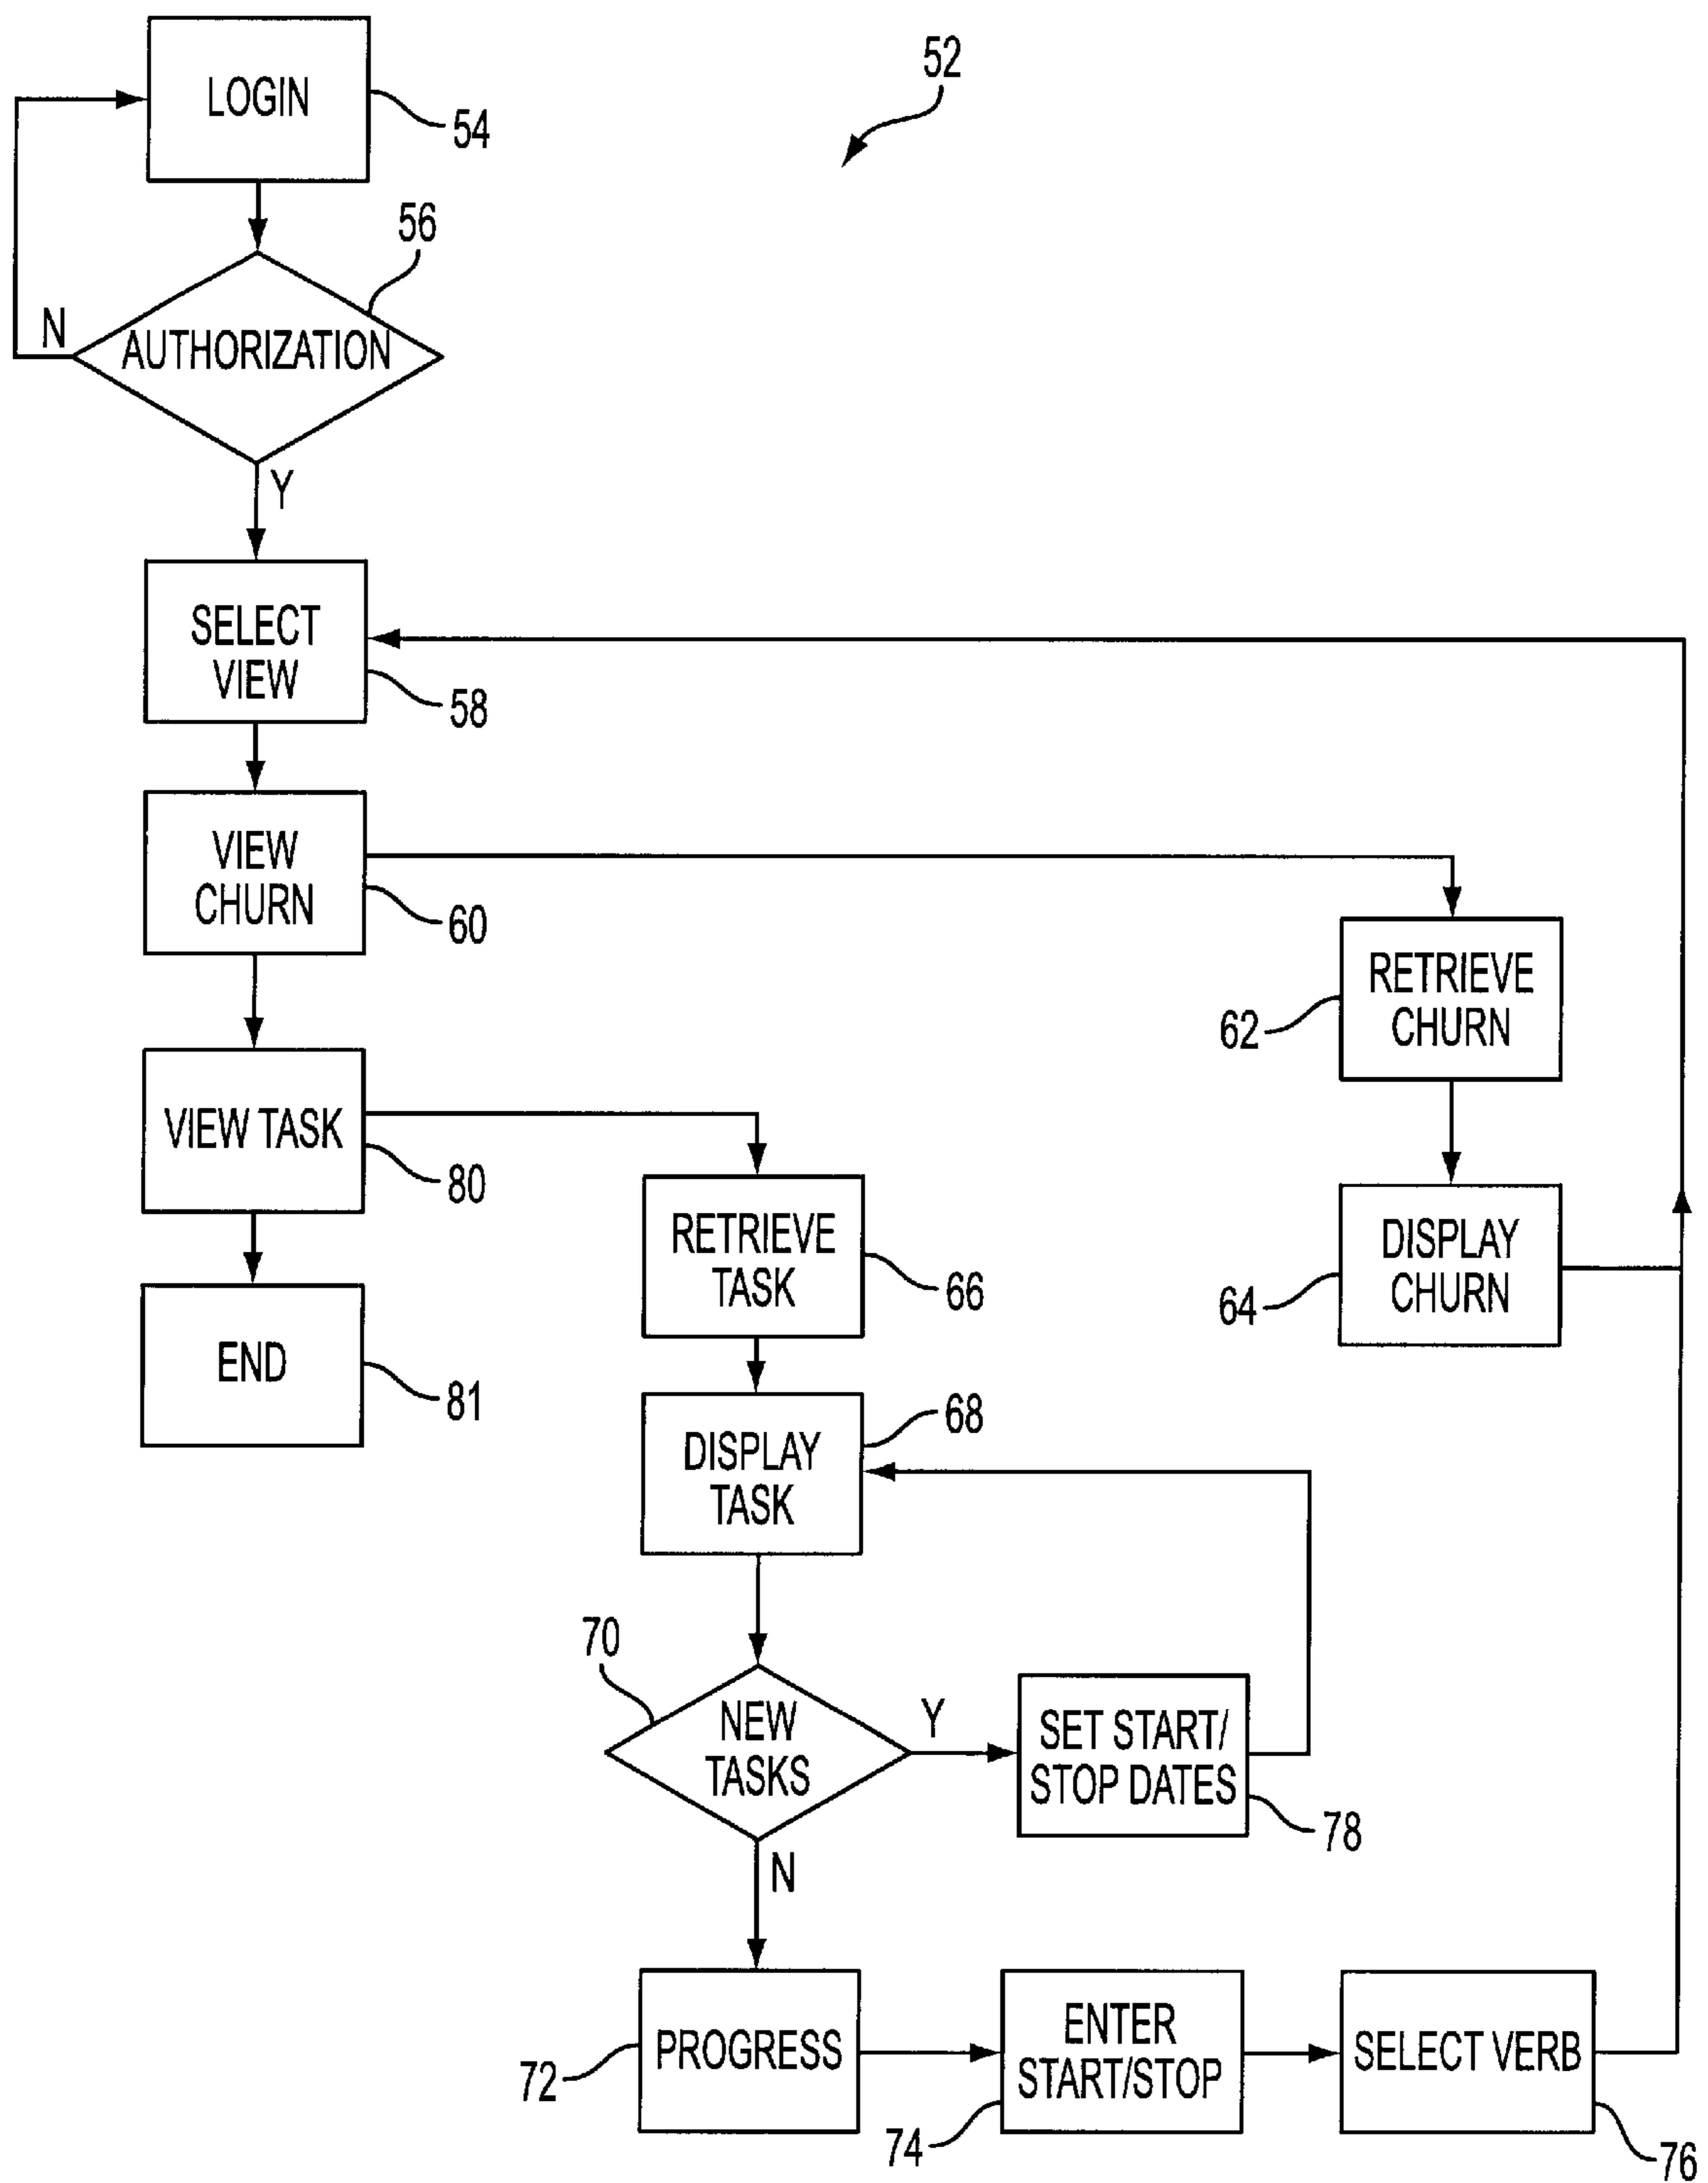 52
LOGIN
54
56
N
AUTHORIZATION
Y
SELECT
VIEW
58
VIEW
CHURN
60
RETRIEVE
CHURN
62
VIEW TASK
80
RETRIEVE
TASK
66
DISPLAY
CHURN
64
END
81
DISPLAY
TASK
68
70
NEW
TASKS
Y
SET START/
STOP DATES
78
N
PROGRESS
72
ENTER
START/STOP
74
SELECT VERB
76